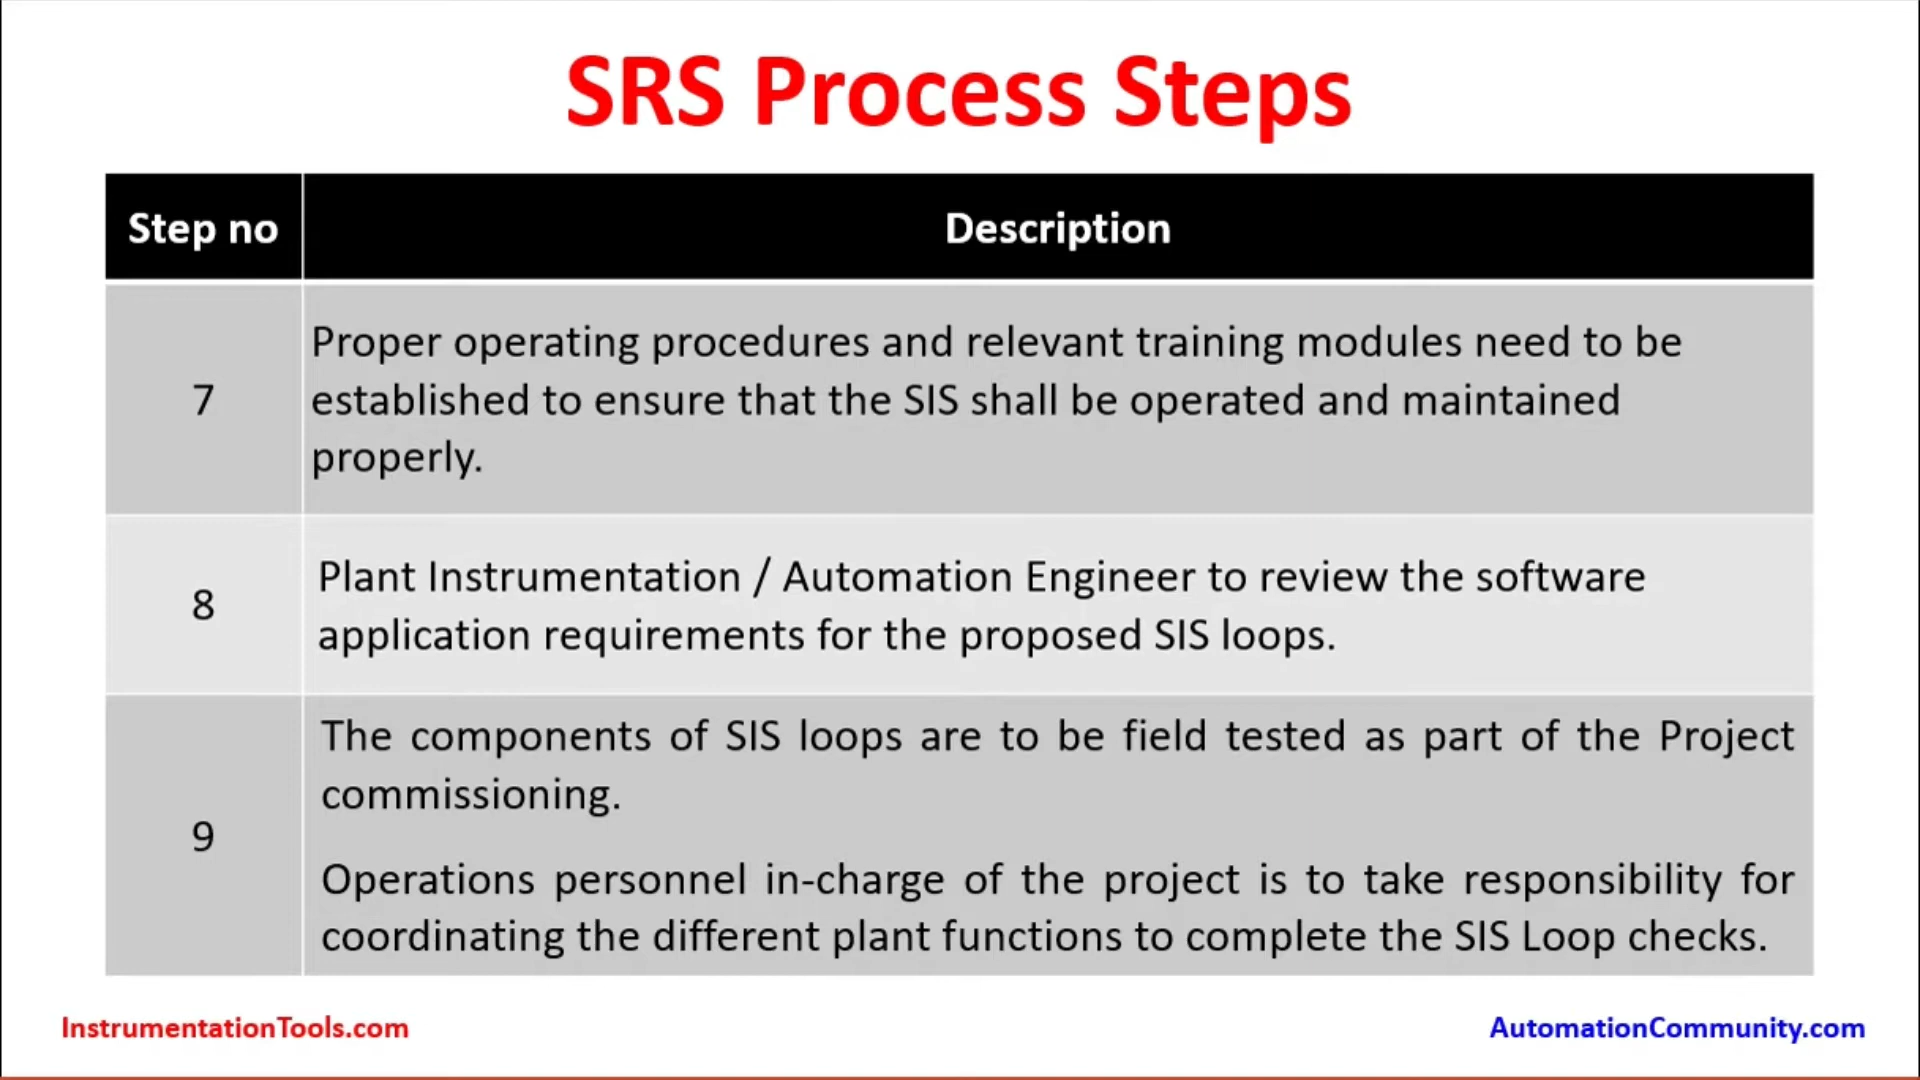 SRS Process Steps
Step no
Description
7
Proper operating procedures and relevant training modules need to be
established to ensure that the SIS shall be operated and maintained
properly.
8
Plant Instrumentation / Automation Engineer to review the software
application requirements for the proposed SIS loops.
9
The components of SIS loops are to be field tested as part of the Project
commissioning.
Operations personnel in-charge of the project is to take responsibility for
coordinating the different plant functions to complete the SIS Loop checks.
InstrumentationTools.com
AutomationCommunity.com